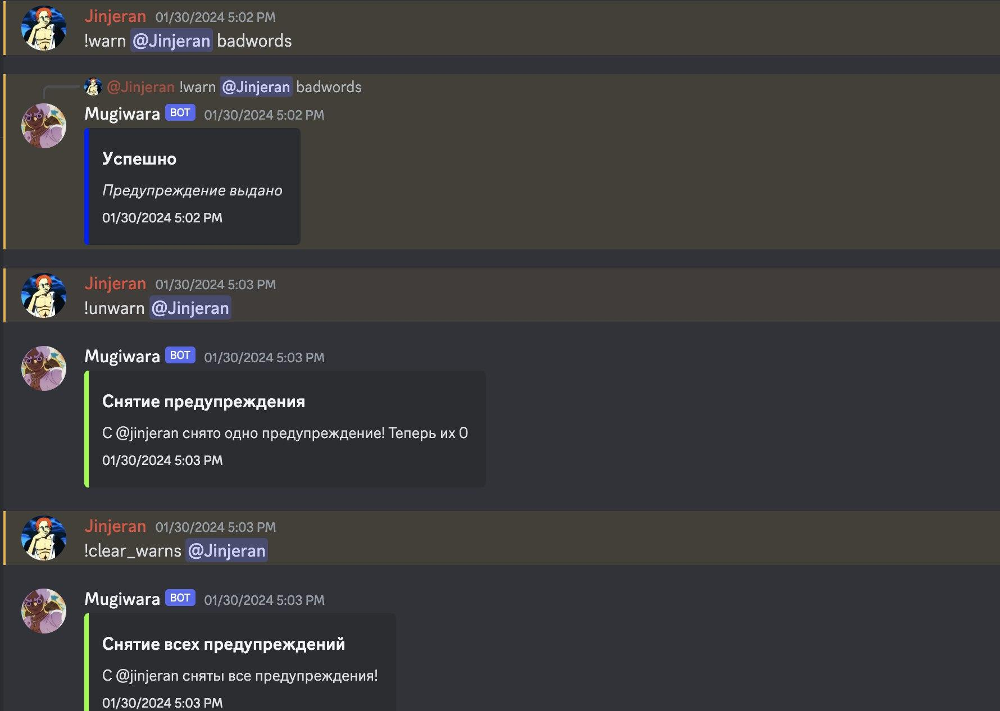 Jinjeran 01/30/2024 5:02 PM
!warn @Jinjeran badwords
@Jinjeran !warn @Jinjeran badwords
Mugiwara BOT 01/30/2024 5:02 PM
Успешно
Предупреждение выдано
01/30/2024 5:02 PM
Jinjeran 01/30/2024 5:03 PM
!unwarn @Jinjeran
Mugiwara BOT 01/30/2024 5:03 PM
Снятие предупреждения
С @jinjeran снято одно предупреждение! Теперь их 0
01/30/2024 5:03 PM
Jinjeran 01/30/2024 5:03 PM
!clear_warns @Jinjeran
Mugiwara BOT 01/30/2024 5:03 PM
Снятие всех предупреждений
С @jinjeran сняты все предупреждения!
01/30/2024 5:03 PM